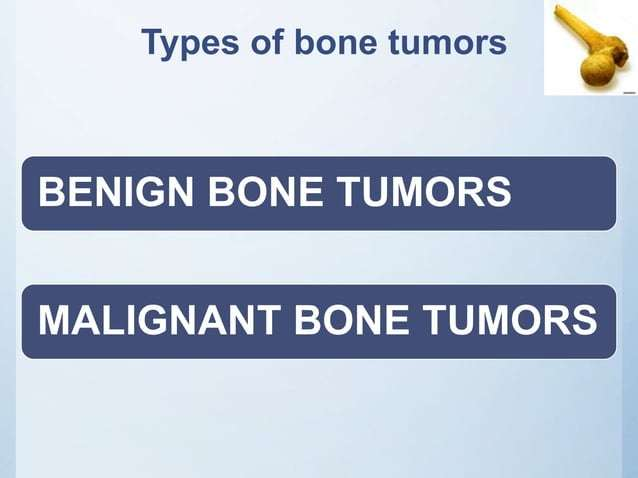 Types of bone tumors
BENIGN BONE TUMORS
MALIGNANT BONE TUMORS